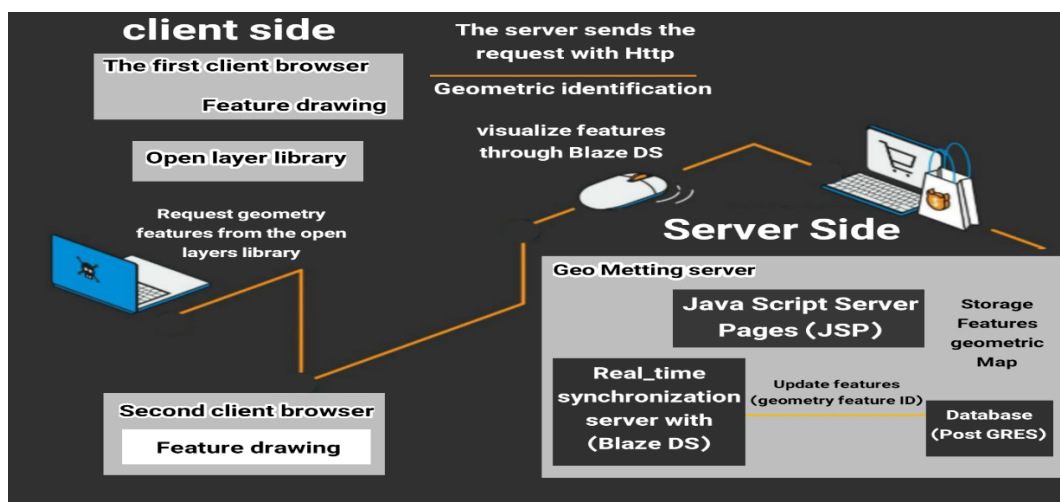 client side
The first client browser
Feature drawing
Open layer library
Request geometry
features from the open
layers library
Second client browser
Feature drawing
The server sends the
request with Http
Geometric identification
visualize features
through Blaze DS
Server Side
Geo Metting server
Java Script Server
Pages (JSP)
Storage
Features
geometric
Map
Real_time
synchronization
server with
(Blaze DS)
Update features
(geometry feature ID)
Database
(Post GRES)